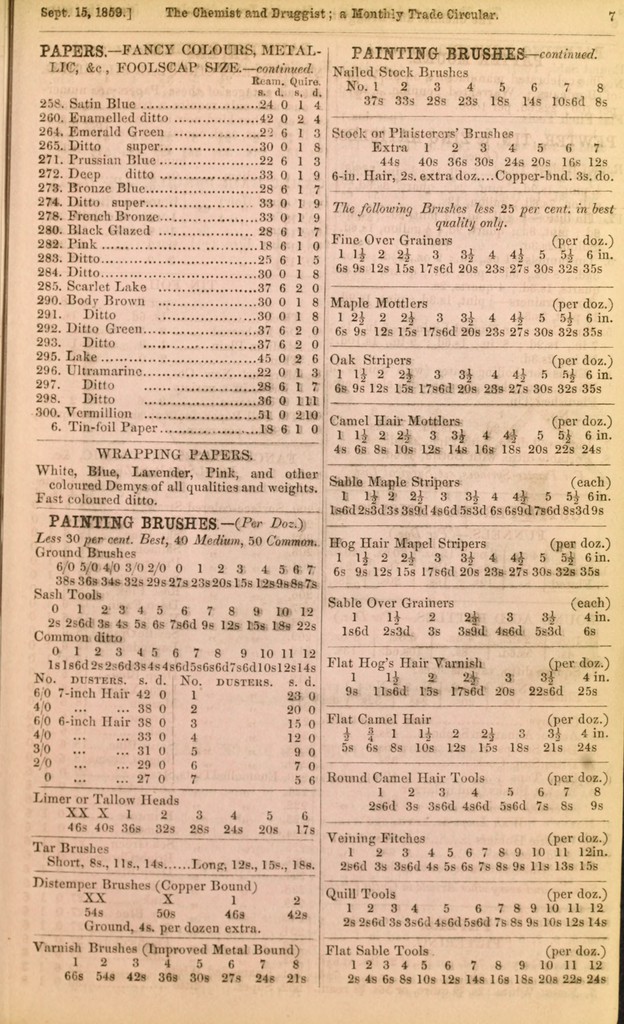 Sept. 15, 1859.] The Chemist and Druggist; a Monthly Trade Circular. 7
PAPERS.—FANCY COLOURS, METAL-
LIC, &c, FOOLSCAP SIZE.—continued.
Ream. Quire.
s. d. s. d.
258. Satin Blue 24 0 1 4
260. Enamelled ditto 42 0 2 4
264. Emerald Green 22 6 1 3
265. Ditto super 30 0 1 8
271. Prussian Blue 22 6 1 3
272. Deep ditto 33 0 1 9
273. Bronze Blue 28 6 1 7
274. Ditto super 33 0 1 9
278. French Bronze 33 0 1 9
280. Black Glazed 28 6 1 7
282. Pink 18 6 1 0
283. Ditto 25 6 1 5
284. Ditto 30 0 1 8
285. Scarlet Lake 37 6 2 0
290. Body Brown 30 0 1 8
291. Ditto 30 0 1 8
292. Ditto Green 37 6 2 0
293. Ditto 37 6 2 0
295. Lake 45 0 2 6
296. Ultramarine 22 0 1 3
297. Ditto 28 6 1 7
298. Ditto 36 0 1 11
300. Vermillion 51 0 2 10
6. Tin-foil Paper 18 6 1 0
WRAPPING PAPERS.
White, Blue, Lavender, Pink, and other
coloured Demys of all qualities and weights.
Fast coloured ditto.
PAINTING BRUSHES.—(Per Doz.)
Less 30 per cent. Best, 40 Medium, 50 Common.
Ground Brushes
6/0 5/0 4/0 3/0 2/0 0 1 2 3 4 5 6 7
38s 36s 34s 32s 29s 27s 23s 20s 15s 12s 9s 8s 7s
Sash Tools
0 1 2 3 4 5 6 7 8 9 10 12
2s 2s6d 3s 4s 5s 6s 7s6d 9s 12s 15s 18s 22s
Common ditto
0 1 2 3 4 5 6 7 8 9 10 11 12
1s 1s6d 2s 2s6d 3s 4s 4s6d 5s6s6d 7s6d 10s 12s 14s
No. DUSTERS. s. d. No. DUSTERS. s. d.
6/0 7-inch Hair 42 0 1 23 0
4/0 ... ... 38 0 2 20 0
6/0 6-inch Hair 38 0 3 15 0
4/0 ... ... 33 0 4 12 0
3/0 ... ... 31 0 5 9 0
2/0 ... ... 29 0 6 7 0
0 ... ... 27 0 7 5 6
Limer or Tallow Heads
XX X 1 2 3 4 5 6
46s 40s 36s 32s 28s 24s 20s 17s
Tar Brushes
Short, 8s., 11s., 14s......Long, 12s., 15s., 18s.
Distemper Brushes (Copper Bound)
XX X 1 2
54s 50s 46s 42s
Ground, 4s. per dozen extra.
Varnish Brushes (Improved Metal Bound)
1 2 3 4 5 6 7 8
66s 54s 42s 36s 30s 27s 24s 21s
PAINTING BRUSHES—continued.
Nailed Stock Brushes
No. 1 2 3 4 5 6 7 8
37s 33s 28s 23s 18s 14s 10s6d 8s
Stock or Plaisterers' Brushes
Extra 1 2 3 4 5 6 7
44s 40s 36s 30s 24s 20s 16s 12s
6-in. Hair, 2s. extra doz....Copper-bnd. 3s. do.
The following Brushes less 25 per cent. in best
quality only.
Fine Over Grainers (per doz.)
1 1½ 2 2½ 3 3½ 4 4½ 5 5½ 6 in.
6s 9s 12s 15s 17s6d 20s 23s 27s 30s 32s 35s
Maple Mottlers (per doz.)
1 2½ 2 2½ 3 3½ 4 4½ 5 5½ 6 in.
6s 9s 12s 15s 17s6d 20s 23s 27s 30s 32s 35s
Oak Stripers (per doz.)
1 1½ 2 2½ 3 3½ 4 4½ 5 5½ 6 in.
6s 9s 12s 15s 17s6d 20s 23s 27s 30s 32s 35s
Camel Hair Mottlers (per doz.)
1 1½ 2 2½ 3 3½ 4 4½ 5 5½ 6 in.
4s 6s 8s 10s 12s 14s 16s 18s 20s 22s 24s
Sable Maple Stripers (each)
1 1½ 2 2½ 3 3½ 4 4½ 5 5½ 6in.
1s6d 2s3d 3s 3s9d 4s6d 5s3d 6s 6s9d 7s6d 8s3d 9s
Hog Hair Mapel Stripers (per doz.)
1 1½ 2 2½ 3 3½ 4 4½ 5 5½ 6 in.
6s 9s 12s 15s 17s6d 20s 23s 27s 30s 32s 35s
Sable Over Grainers (each)
1 1½ 2 2½ 3 3½ 4 in.
1s6d 2s3d 3s 3s9d 4s6d 5s3d 6s
Flat Hog's Hair Varnish (per doz.)
1 1½ 2 2½ 3 3½ 4 in.
9s 11s6d 15s 17s6d 20s 22s6d 25s
Flat Camel Hair (per doz.)
½ ¾ 1 1½ 2 2½ 3 3½ 4 in.
5s 6s 8s 10s 12s 15s 18s 21s 24s
Round Camel Hair Tools (per doz.)
1 2 3 4 5 6 7 8
2s6d 3s 3s6d 4s6d 5s6d 7s 8s 9s
Veining Fitches (per doz.)
1 2 3 4 5 6 7 8 9 10 11 12in.
2s6d 3s 3s6d 4s 5s 6s 7s 8s 9s 11s 13s 15s
Quill Tools (per doz.)
1 2 3 4 5 6 7 8 9 10 11 12
2s 2s6d 3s 3s6d 4s6d 5s6d 7s 8s 9s 10s 12s 14s
Flat Sable Tools (per doz.)
1 2 3 4 5 6 7 8 9 10 11 12
2s 4s 6s 8s 10s 12s 14s 16s 18s 20s 22s 24s